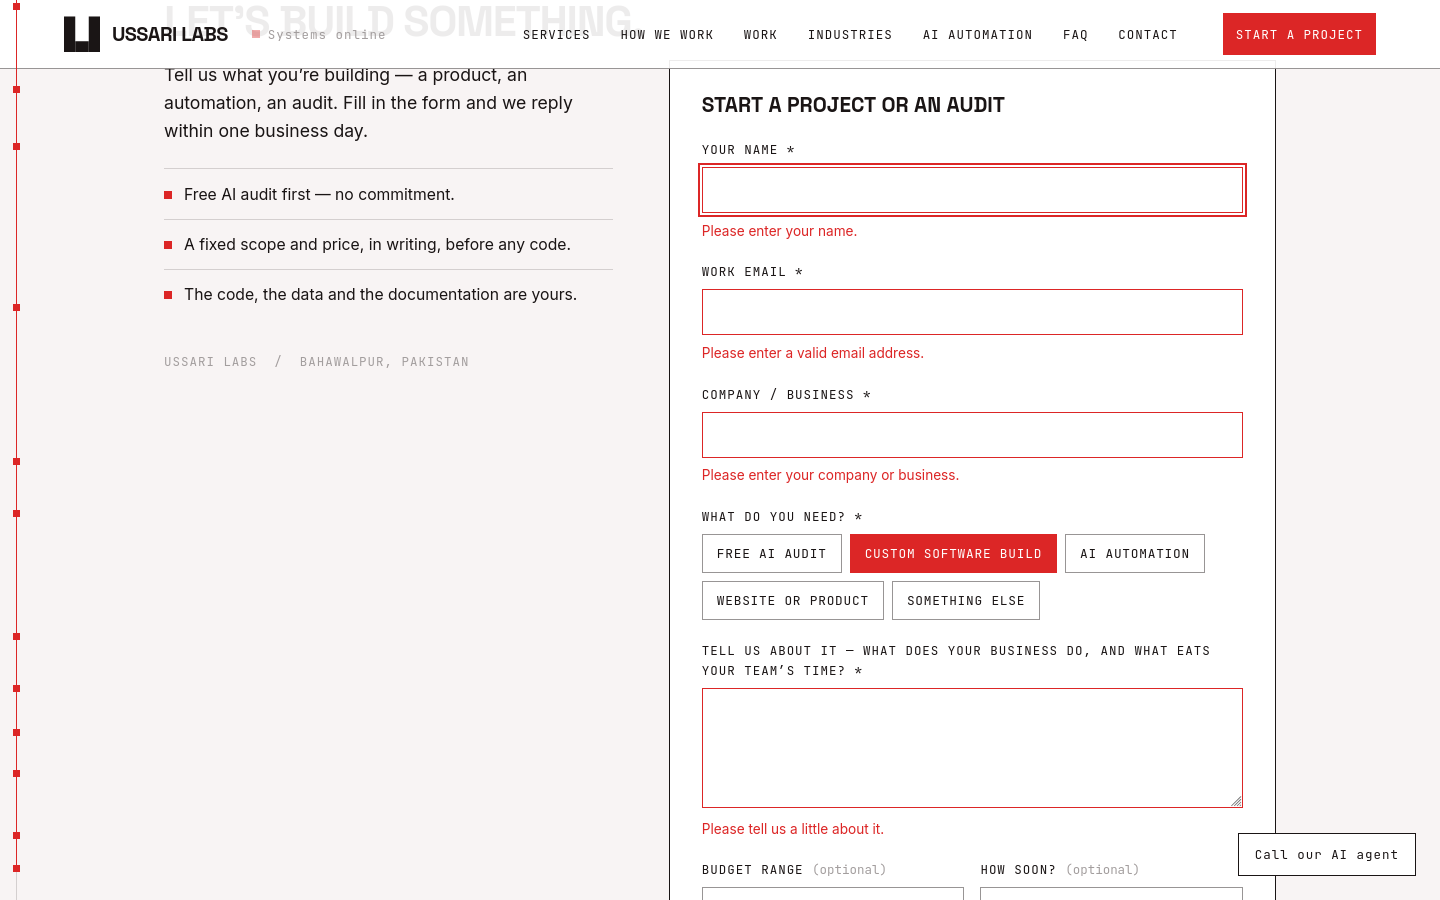 LET'S BUILD SOMETHING
USSARI LABS
Systems online
SERVICES
HOW WE WORK
WORK
INDUSTRIES
AI AUTOMATION
FAQ
CONTACT
START A PROJECT
Tell us what you’re building — a product, an
automation, an audit. Fill in the form and we reply
within one business day.
Free AI audit first — no commitment.
A fixed scope and price, in writing, before any code.
The code, the data and the documentation are yours.
USSARI LABS / BAHAWALPUR, PAKISTAN
START A PROJECT OR AN AUDIT
YOUR NAME *
Please enter your name.
WORK EMAIL *
Please enter a valid email address.
COMPANY / BUSINESS *
Please enter your company or business.
WHAT DO YOU NEED? *
FREE AI AUDIT
CUSTOM SOFTWARE BUILD
AI AUTOMATION
WEBSITE OR PRODUCT
SOMETHING ELSE
TELL US ABOUT IT — WHAT DOES YOUR BUSINESS DO, AND WHAT EATS
YOUR TEAM’S TIME? *
Please tell us a little about it.
BUDGET RANGE (optional)
HOW SOON? (optional)
Call our AI agent